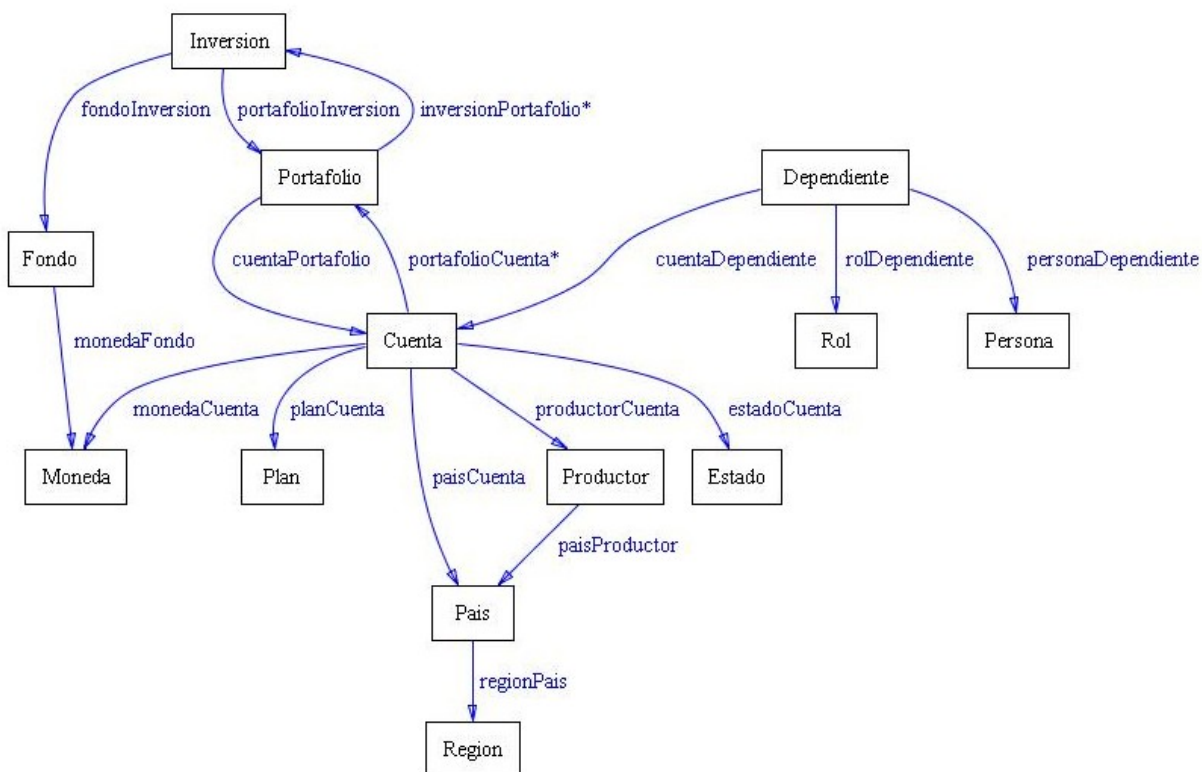 Inversion
fondoInversion
portafolioInversion
inversionPortafolio*
Portafolio
Dependiente
Fondo
cuentaPortafolio
portafolioCuenta*
cuentaDependiente
rolDependiente
personaDependiente
monedaFondo
Cuenta
Rol
Persona
monedaCuenta
planCuenta
productorCuenta
estadoCuenta
Moneda
Plan
paisCuenta
Productor
Estado
paisProductor
Pais
regionPais
Region